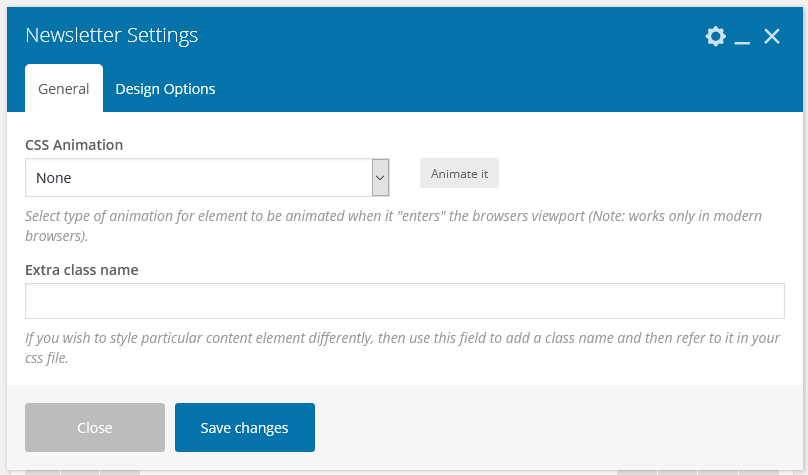 Newsletter Settings
General
Design Options
CSS Animation
None
Animate it
Select type of animation for element to be animated when it "enters" the browsers viewport (Note: works only in modern
browsers).
Extra class name
If you wish to style particular content element differently, then use this field to add a class name and then refer to it in your
css file.
Close
Save changes